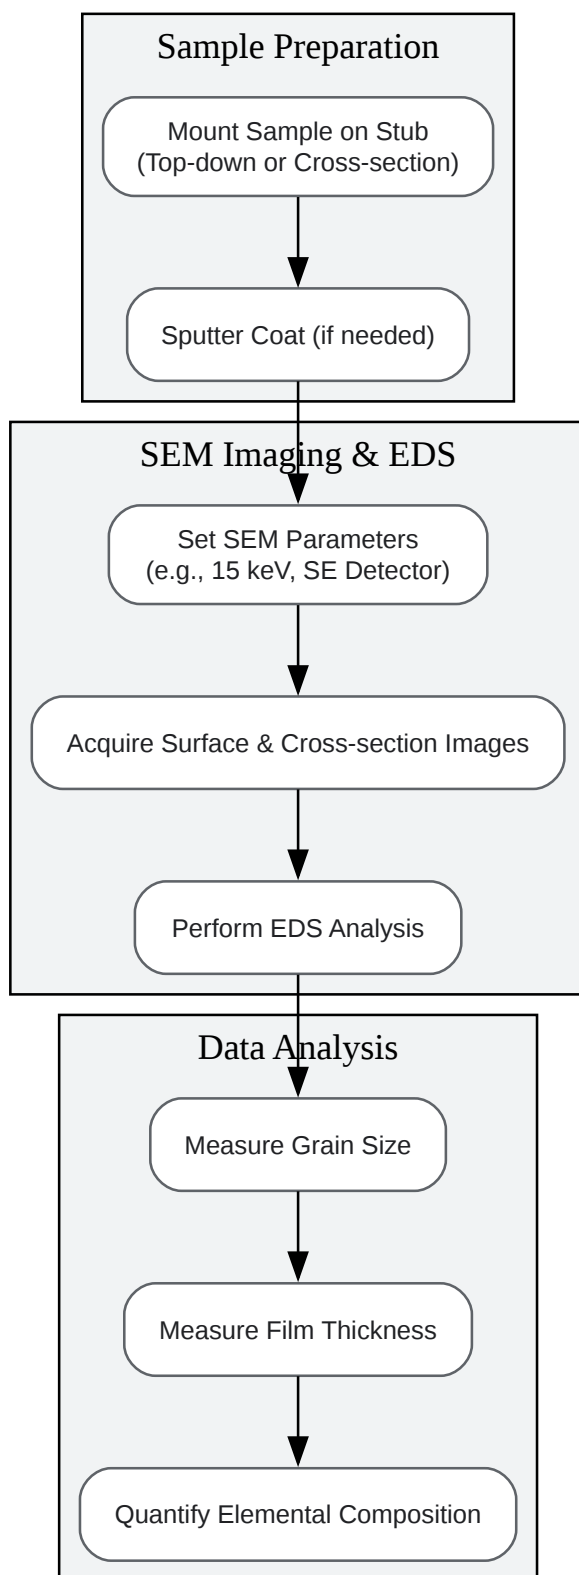 Sample Preparation
Mount Sample on Stub
(Top-down or Cross-section)
Sputter Coat (if needed)
SEM Imaging & EDS
Set SEM Parameters
(e.g., 15 keV, SE Detector)
Acquire Surface & Cross-section Images
Perform EDS Analysis
Data Analysis
Measure Grain Size
Measure Film Thickness
Quantify Elemental Composition